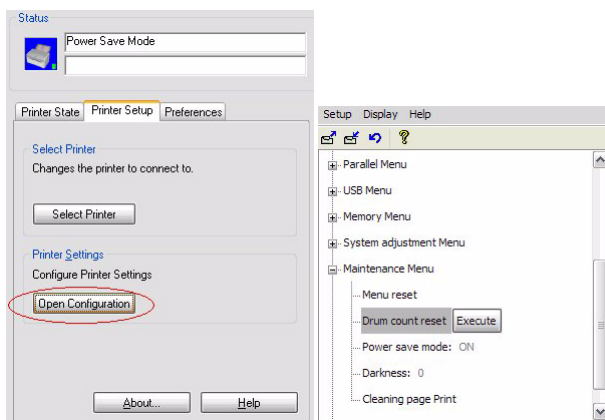 Status
Power Save Mode
Printer State Printer Setup Preferences
Select Printer
Changes the printer to connect to.
Select Printer
Printer Settings
Configure Printer Settings
Open Configuration
About... Help
Setup Display Help
Parallel Menu
USB Menu
Memory Menu
System adjustment Menu
Maintenance Menu
Menu reset
Drum count reset Execute
Power save mode: ON
Darkness: 0
Cleaning page Print